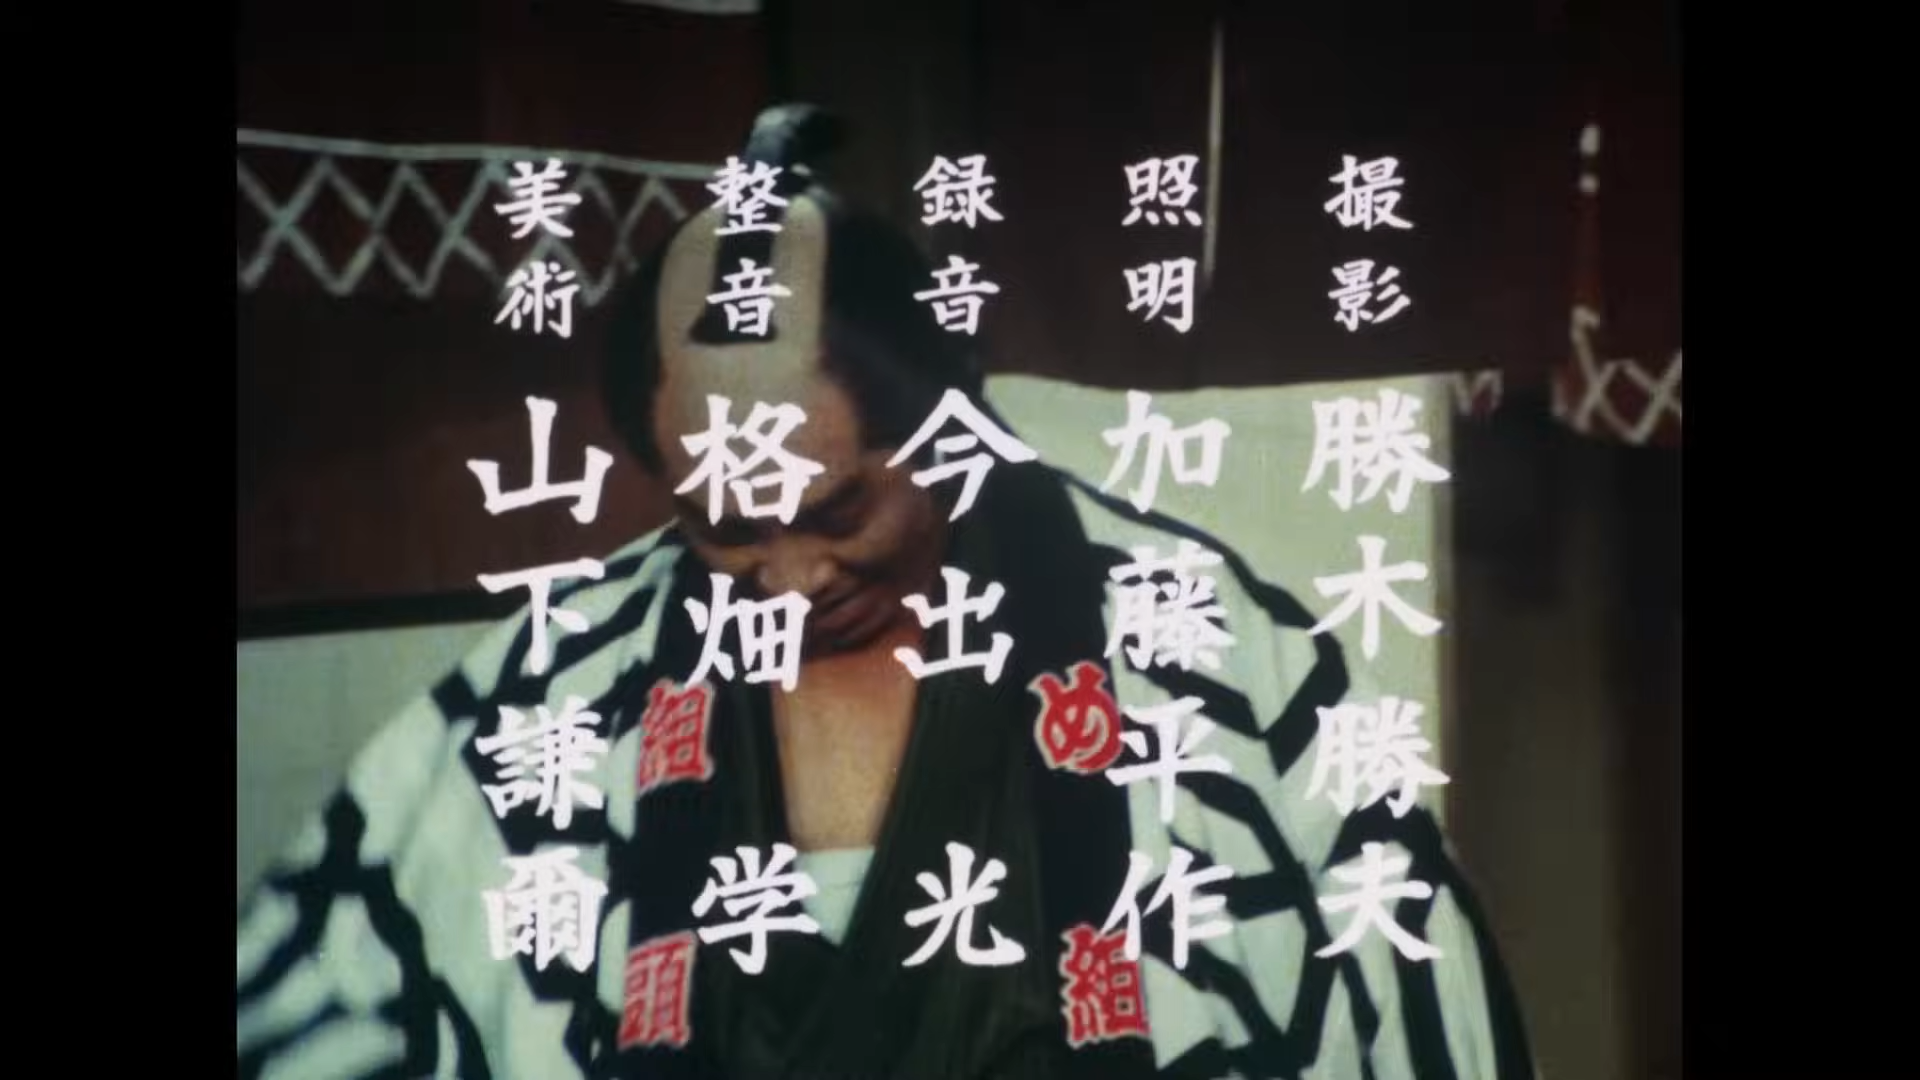 撮影 勝木勝夫
照明 加藤平作
録音 今出光
整音 格畑学
美術 山下謙爾
め組
組頭